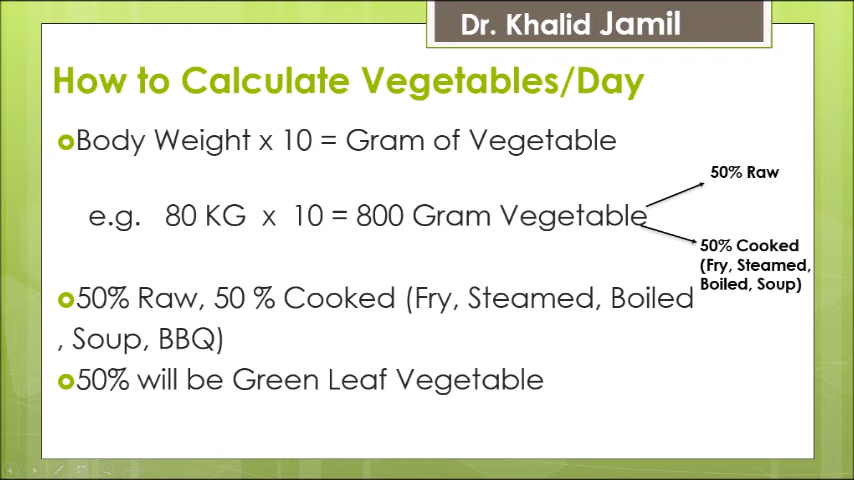 Dr. Khalid Jamil
How to Calculate Vegetables/Day
Body Weight x 10 = Gram of Vegetable
50% Raw
e.g. 80 KG x 10 = 800 Gram Vegetable
50% Cooked
(Fry, Steamed,
Boiled, Soup)
50% Raw, 50 % Cooked (Fry, Steamed, Boiled
, Soup, BBQ)
50% will be Green Leaf Vegetable